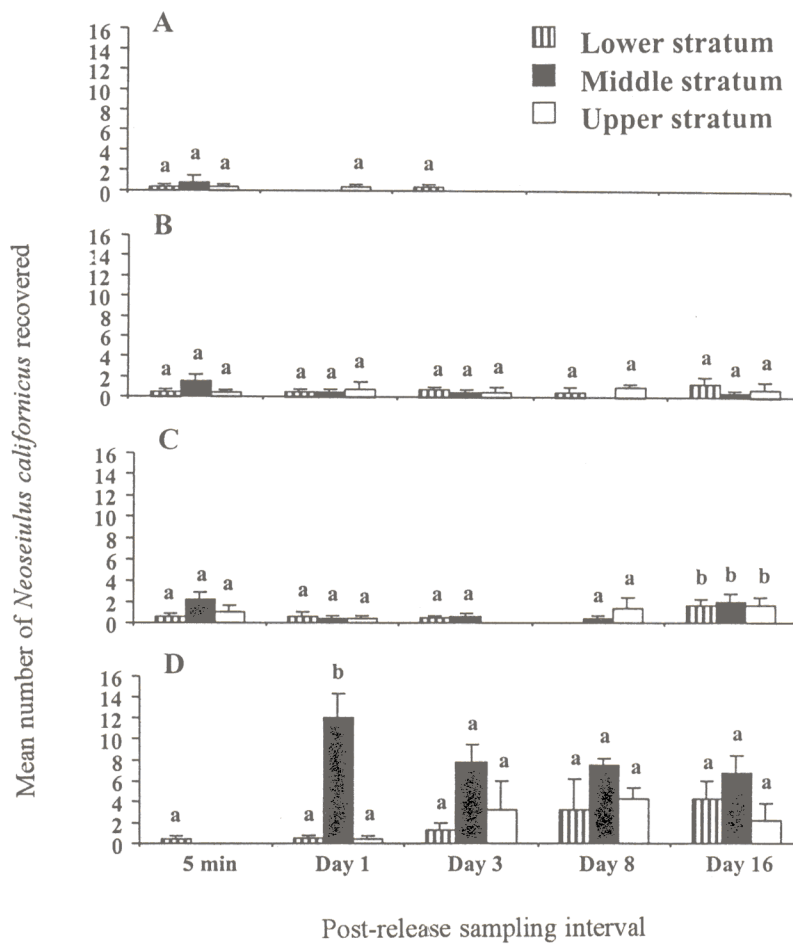 Mean number of Neoseiulus californicus recovered
A
Lower stratum
Middle stratum
Upper stratum
16
14
12
10
8
6
4
2
0
a a a a a
B
16
14
12
10
8
6
4
2
0
a a a a a a a a a a a a a a
C
16
14
12
10
8
6
4
2
0
a a a a a a a a a a b b b
D
16
14
12
10
8
6
4
2
0
a a b a a a a a a a a a
5 min Day 1 Day 3 Day 8 Day 16
Post-release sampling interval